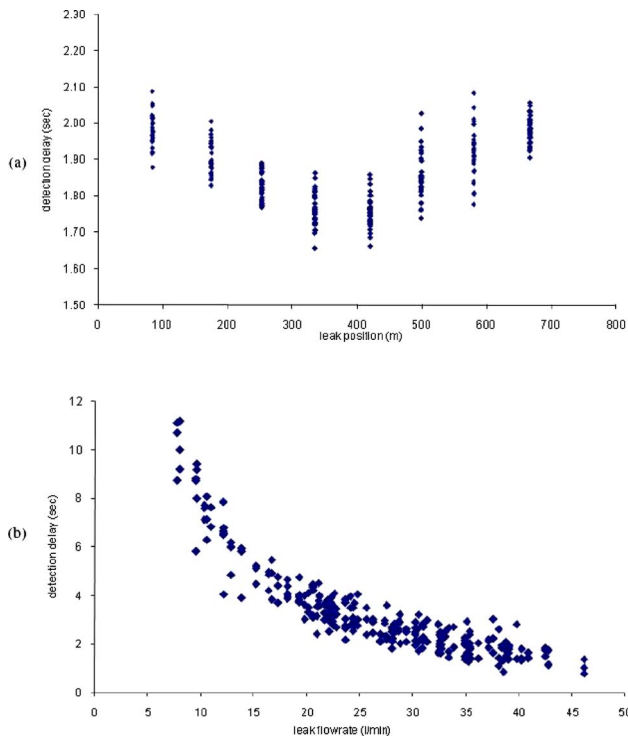 2.30
2.20
2.10
2.00
1.90
1.80
1.70
1.60
1.50
detection delay (sec)
(a)
0 100 200 300 400 500 600 700 800
leak position (m)
12
10
8
6
4
2
0
detection delay (sec)
(b)
0 5 10 15 20 25 30 35 40 45 50
leak flowrate (l/min)